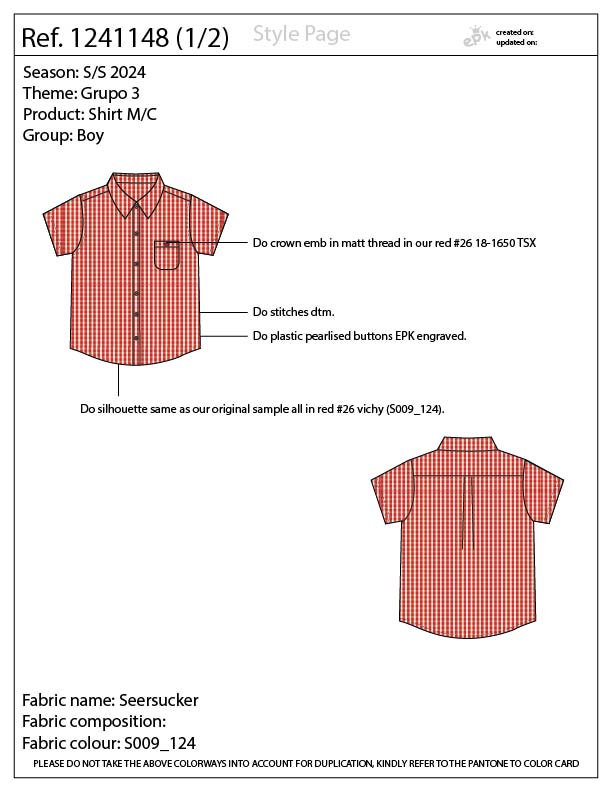 Ref. 1241148 (1/2)
Style Page
epk
created on:
updated on:
Season: S/S 2024
Theme: Grupo 3
Product: Shirt M/C
Group: Boy
Do crown emb in matt thread in our red #26 18-1650 TSX
Do stitches dtm.
Do plastic pearlised buttons EPK engraved.
Do silhouette same as our original sample all in red #26 vichy (S009_124).
Fabric name: Seersucker
Fabric composition:
Fabric colour: S009_124
PLEASE DO NOT TAKE THE ABOVE COLORWAYS INTO ACCOUNT FOR DUPLICATION, KINDLY REFER TO THE PANTONE TO COLOR CARD